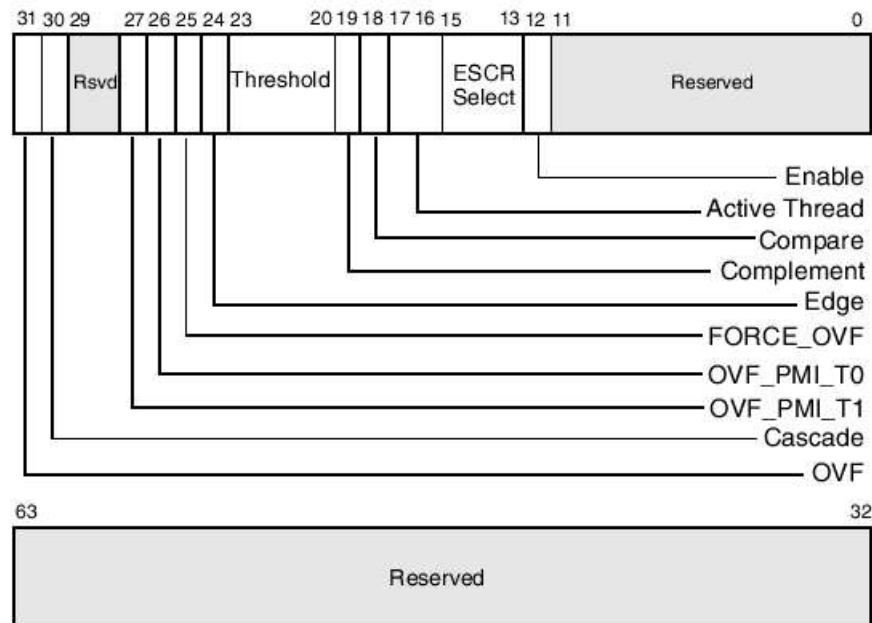 31 30 29 27 26 25 24 23 20 19 18 17 16 15 13 12 11 0
Rsvd Threshold ESCR Select Reserved
Enable
Active Thread
Compare
Complement
Edge
FORCE_OVF
OVF_PMI_T0
OVF_PMI_T1
Cascade
OVF
63 32
Reserved